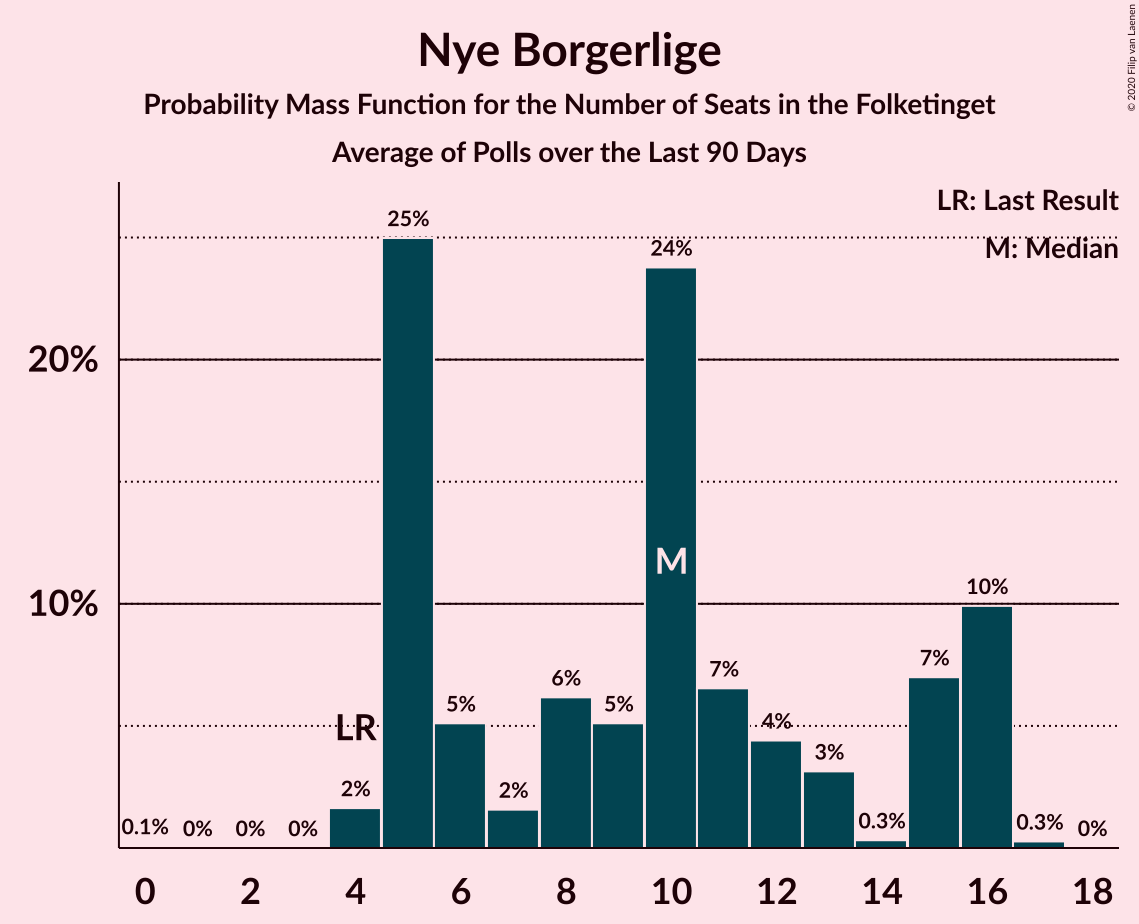 Nye Borgerlige
Probability Mass Function for the Number of Seats in the Folketinget
Average of Polls over the Last 90 Days
© 2020 Filip van Laenen
LR: Last Result
M: Median
25%
24%
20%
M
10%
10%
7%
7%
6%
5%
5%
LR
4%
3%
2%
2%
0.1%
0%
0%
0%
0.3%
0.3%
0%
0 2 4 6 8 10 12 14 16 18